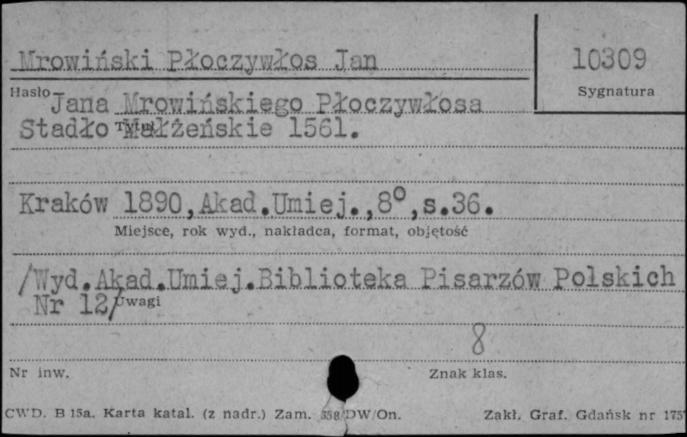 Mrowiński Płoczywłos Jan
10309
Hasło
Sygnatura
Jana Mrowińskiego Płoczywłosa
Stadło Małżeńskie 1561.
Kraków 1890,Akad.Umiej.,8⁰,s.36.
Miejsce, rok wyd., nakładca, format, objętość
/Wyd.Akad.Umiej.Biblioteka Pisarzów Polskich
Nr 12/
Uwagi
8
Nr inw.
Znak klas.
CWD. B 15a. Karta katal. (z nadr.) Zam. 358/DW/On.
Zakł. Graf. Gdańsk nr 175